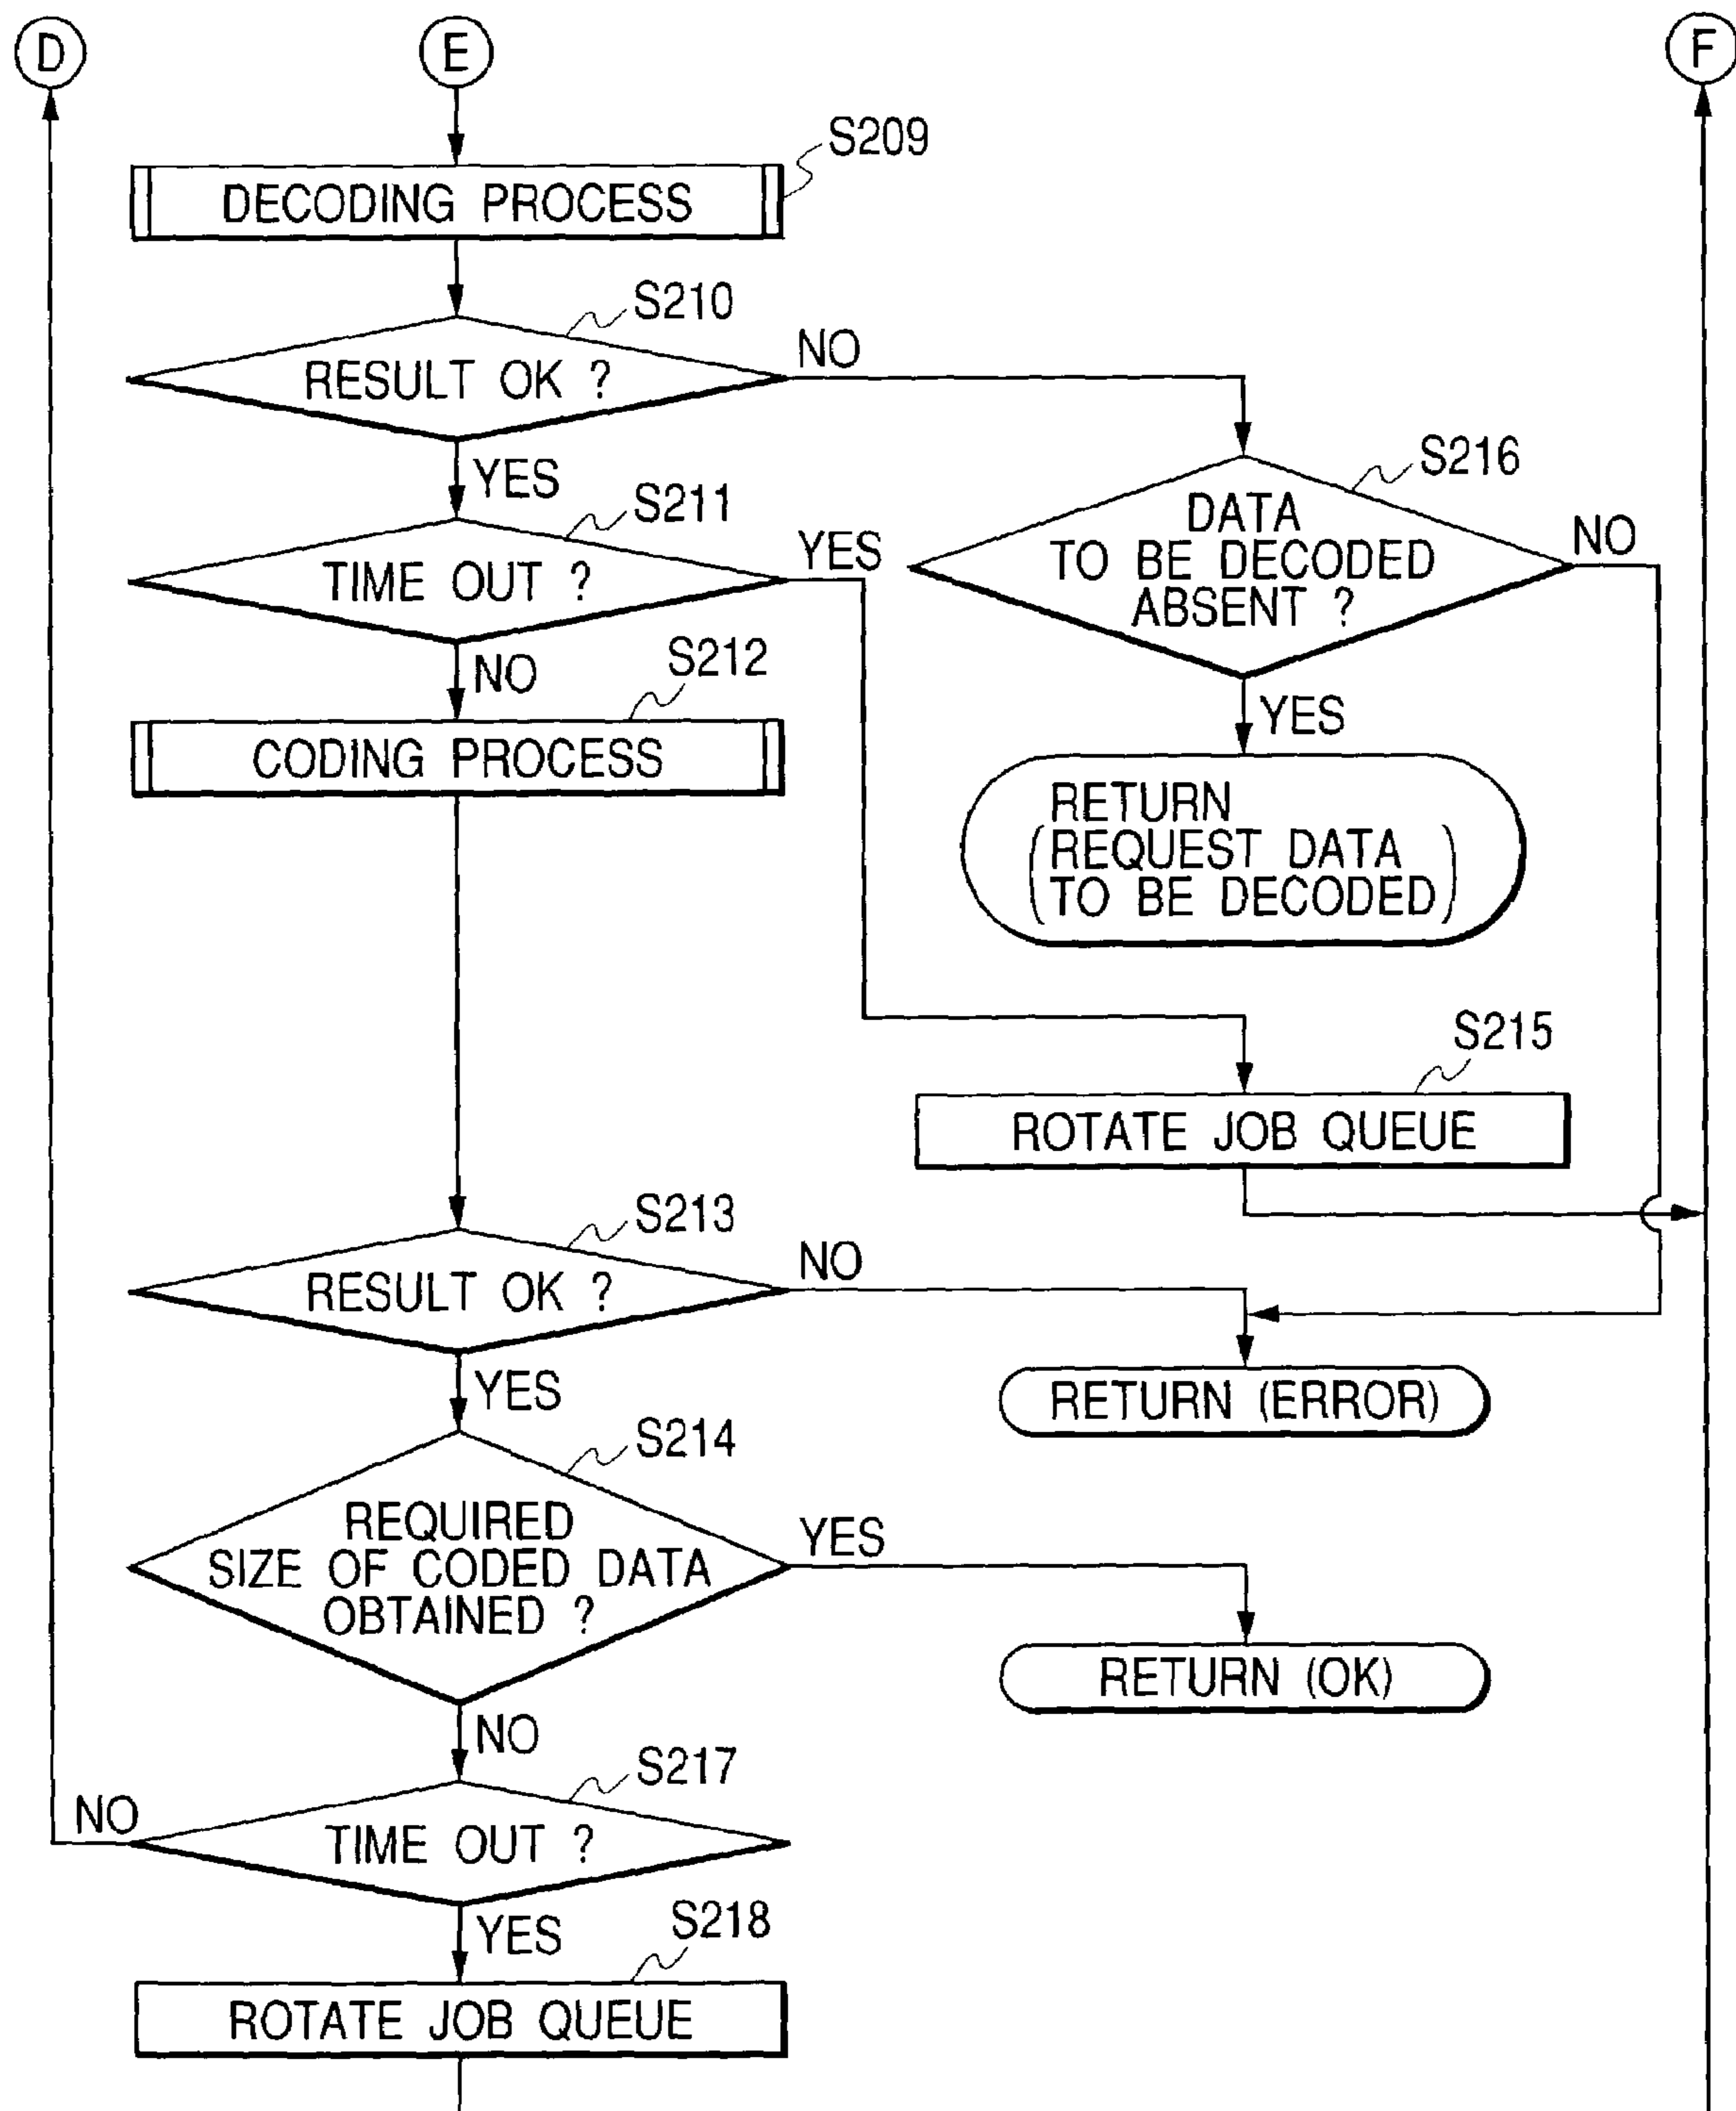 D
E
F
S209
DECODING PROCESS
S210
RESULT OK ?
NO
YES
S216
DATA
TO BE DECODED
ABSENT ?
NO
YES
RETURN
(REQUEST DATA
TO BE DECODED)
S211
TIME OUT ?
YES
NO
S212
CODING PROCESS
S215
ROTATE JOB QUEUE
S213
RESULT OK ?
NO
YES
RETURN (ERROR)
S214
REQUIRED
SIZE OF CODED DATA
OBTAINED ?
YES
NO
RETURN (OK)
S217
TIME OUT ?
NO
YES
S218
ROTATE JOB QUEUE